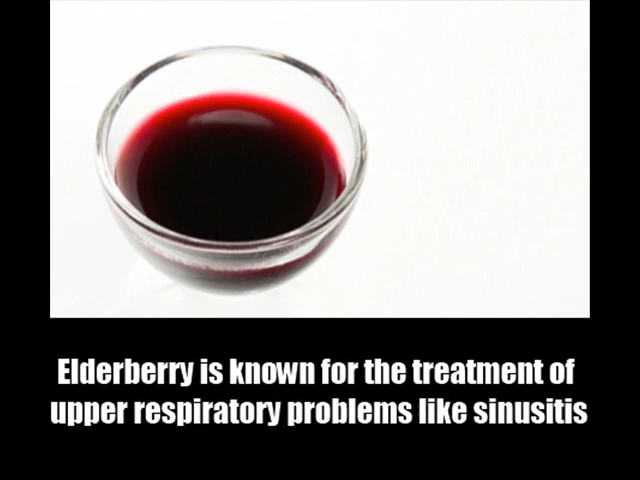 Elderberry is known for the treatment of
upper respiratory problems like sinusitis